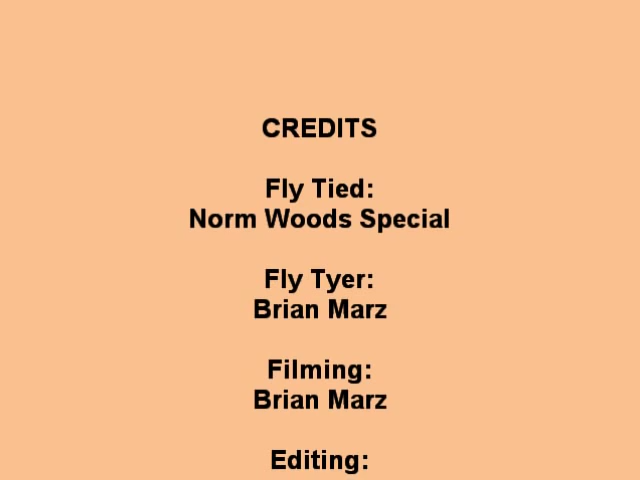 CREDITS
Fly Tied:
Norm Woods Special
Fly Tyer:
Brian Marz
Filming:
Brian Marz
Editing: